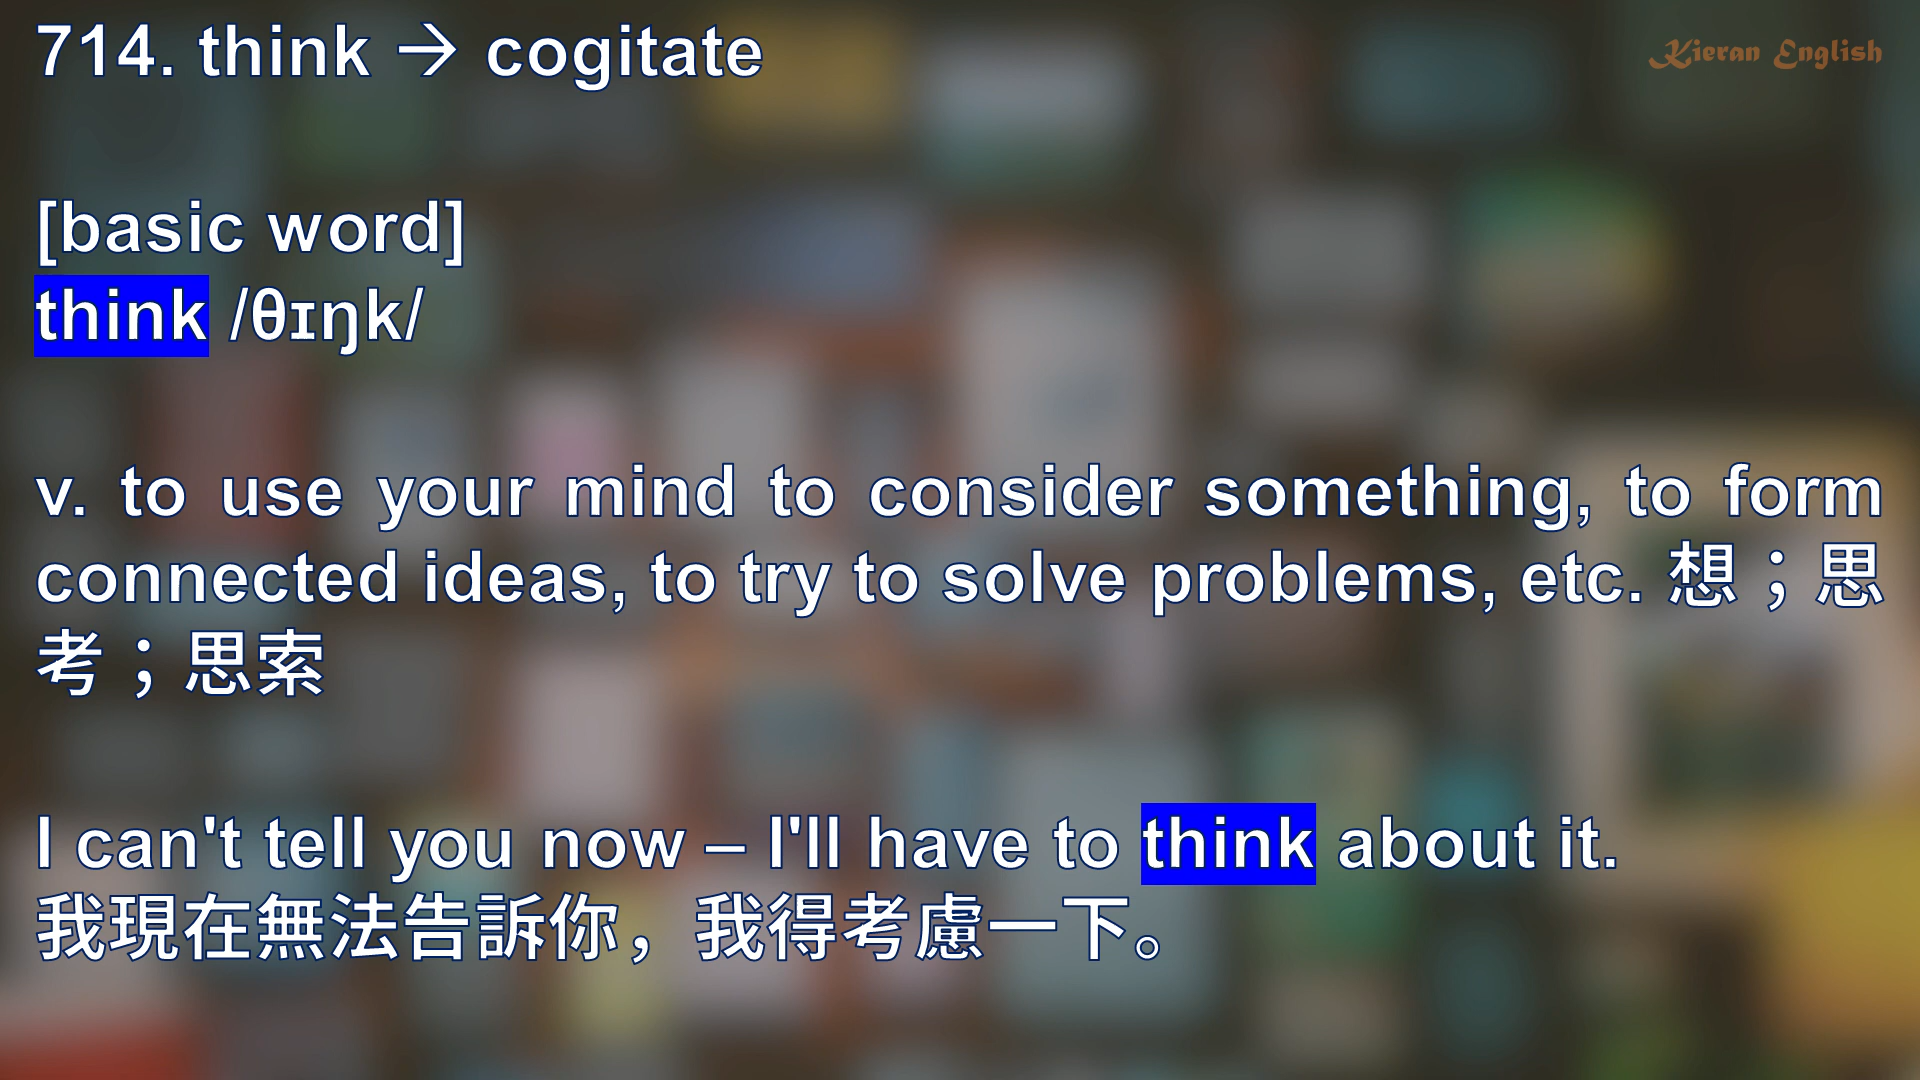 714. think → cogitate
Kieran English
[basic word]
think /θɪŋk/
v. to use your mind to consider something, to form
connected ideas, to try to solve problems, etc. 想；思
考；思索
I can't tell you now – I'll have to think about it.
我現在無法告訴你，我得考慮一下。